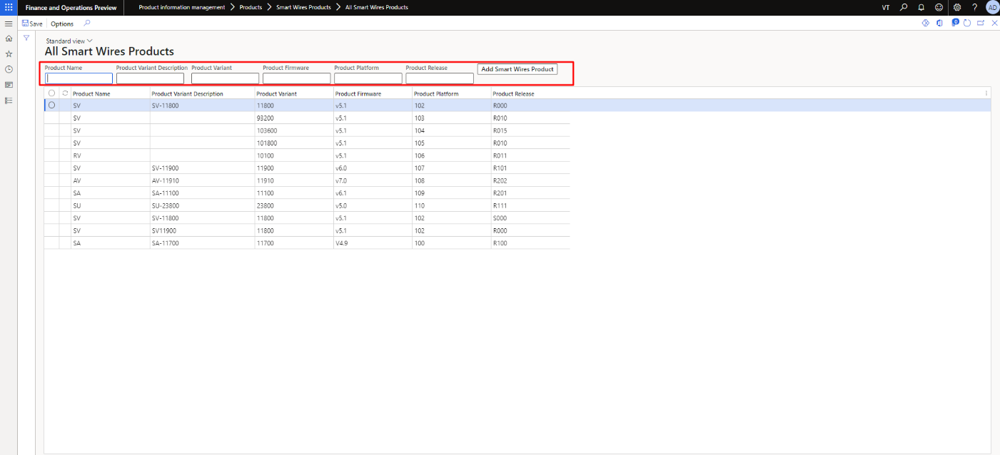 Finance and Operations Preview Product information management Products Smart Wires Products All Smart Wires Products VT ? AD
Save Options 0
Standard view
All Smart Wires Products
Product Name Product Variant Description Product Variant Product Firmware Product Platform Product Release Add Smart Wires Product
Product Name Product Variant Description Product Variant Product Firmware Product Platform Product Release
SV SV-11800 11800 v5.1 102 R000
SV 93200 v5.1 103 R010
SV 103600 v5.1 104 R015
SV 101800 v5.1 105 R010
RV 10100 v5.1 106 R011
SV SV-11900 11900 v6.0 107 R101
AV AV-11910 11910 v7.0 108 R202
SA SA-11100 11100 v6.1 109 R201
SU SU-23800 23800 v5.0 110 R111
SV SV-11800 11800 v5.1 102 S000
SV SV11900 11800 v5.1 102 R000
SA SA-11700 11700 V4.9 100 R100